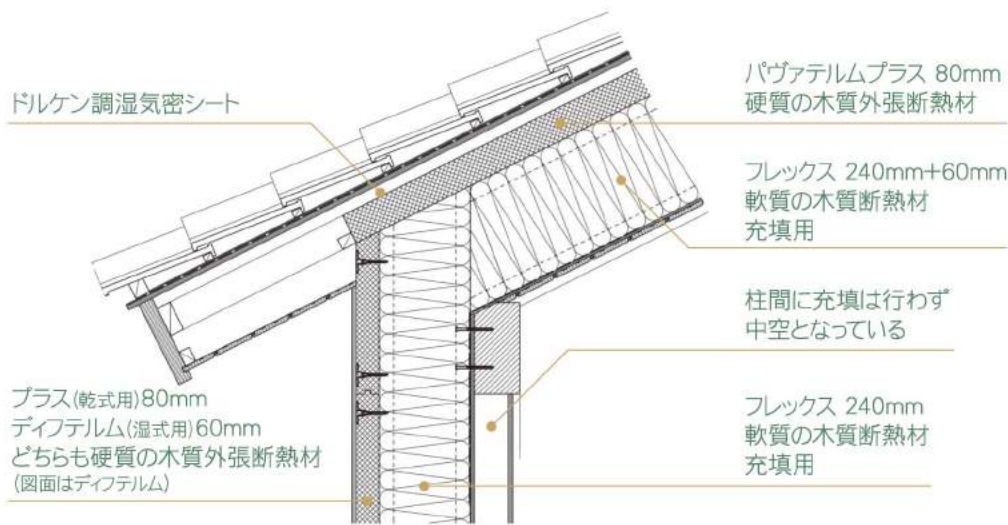 ドルケン調湿気密シート
パヴァテルムプラス 80mm
硬質の木質外張断熱材
フレックス 240mm+60mm
軟質の木質断熱材
充填用
柱間に充填は行わず
中空となっている
プラス(乾式用)80mm
ディフテルム(湿式用)60mm
どちらも硬質の木質外張断熱材
(図面はディフテルム)
フレックス 240mm
軟質の木質断熱材
充填用